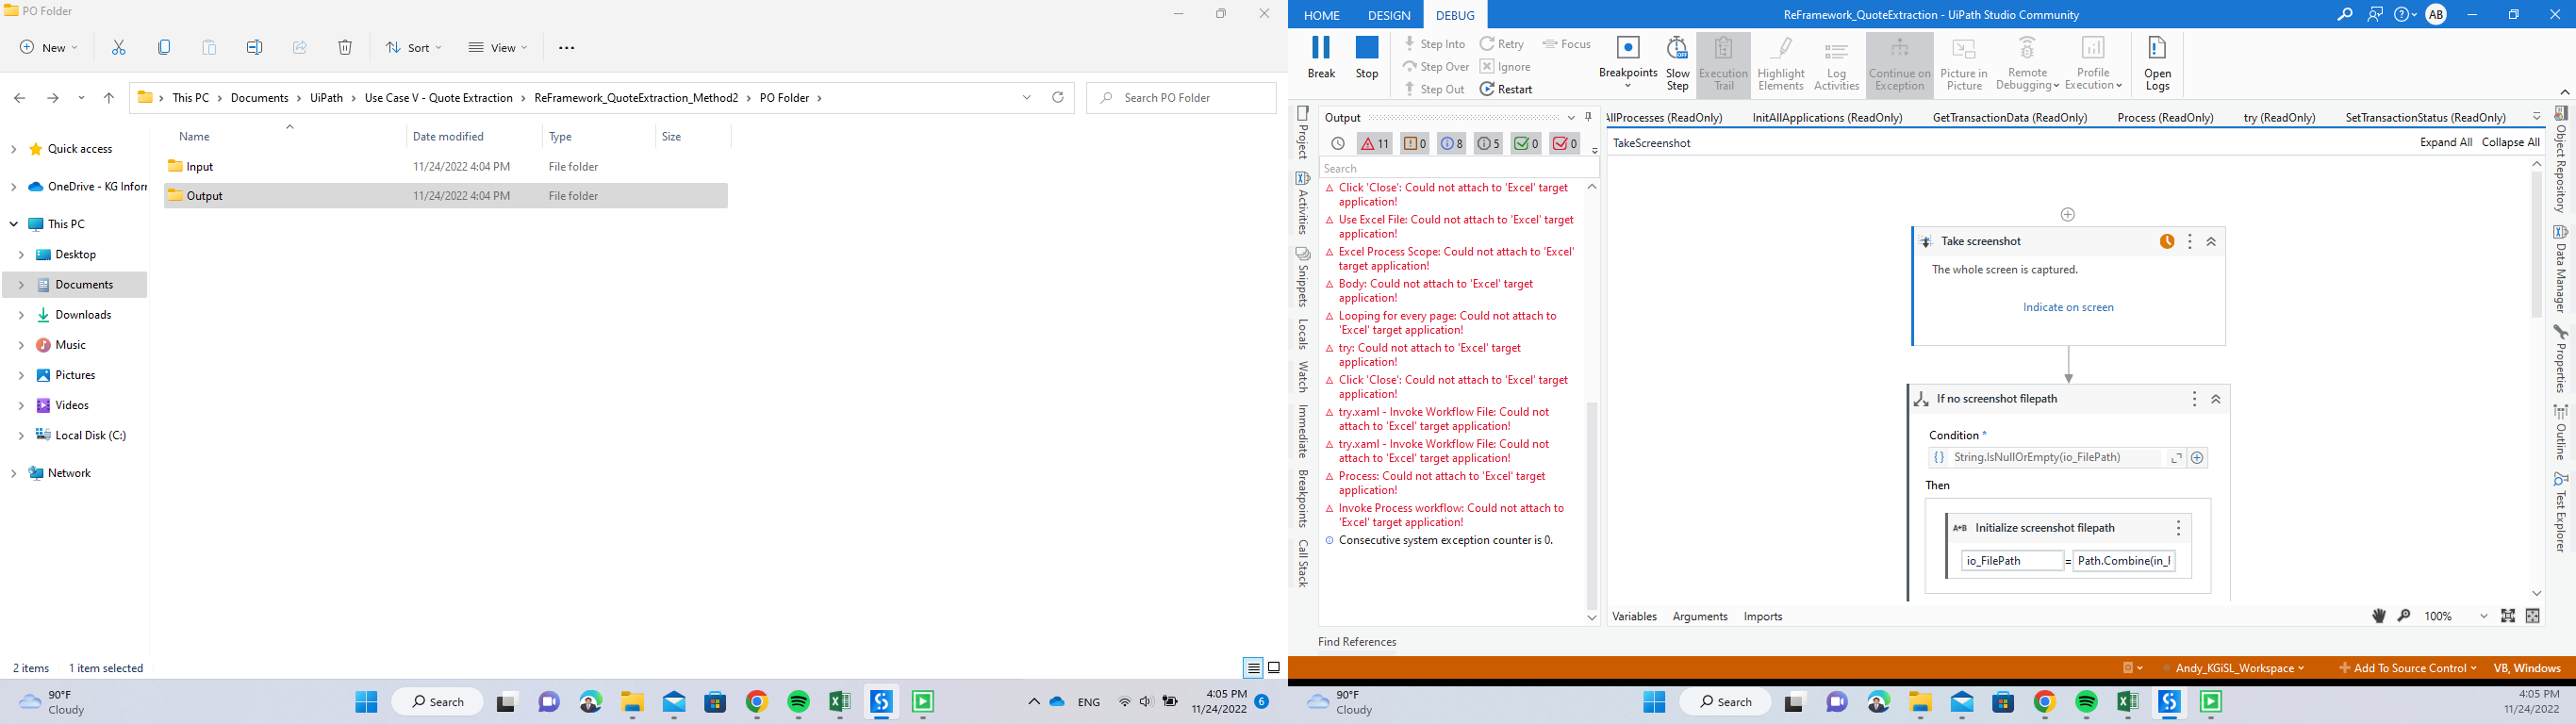 PO Folder
New
Sort
View
This PC
Documents
UiPath
Use Case V - Quote Extraction
ReFramework_QuoteExtraction_Method2
PO Folder
Search PO Folder
Name
Date modified
Type
Size
Quick access
OneDrive - KG Inforr
This PC
Desktop
Documents
Downloads
Music
Pictures
Videos
Local Disk (C:)
Network
Input
11/24/2022 4:04 PM
File folder
Output
11/24/2022 4:04 PM
File folder
2 items
1 item selected
90°F
Cloudy
Search
ENG
4:05 PM
11/24/2022
6
HOME
DESIGN
DEBUG
ReFramework_QuoteExtraction - UiPath Studio Community
AB
Break
Stop
Step Into
Step Over
Step Out
Retry
Ignore
Restart
Focus
Breakpoints
Slow
Step
Execution
Trail
Highlight
Elements
Log
Activities
Continue on
Exception
Picture in
Picture
Remote
Debugging
Profile
Execution
Open
Logs
Project
Activities
Snippets
Locals
Watch
Immediate
Breakpoints
Call Stack
Output
11
0
8
5
0
0
Search
Click 'Close': Could not attach to 'Excel' target
application!
Use Excel File: Could not attach to 'Excel' target
application!
Excel Process Scope: Could not attach to 'Excel'
target application!
Body: Could not attach to 'Excel' target
application!
Looping for every page: Could not attach to
'Excel' target application!
try: Could not attach to 'Excel' target
application!
Click 'Close': Could not attach to 'Excel' target
application!
try.xaml - Invoke Workflow File: Could not
attach to 'Excel' target application!
try.xaml - Invoke Workflow File: Could not
attach to 'Excel' target application!
Process: Could not attach to 'Excel' target
application!
Invoke Process workflow: Could not attach to
'Excel' target application!
Consecutive system exception counter is 0.
Find References
AllProcesses (ReadOnly)
InitAllApplications (ReadOnly)
GetTransactionData (ReadOnly)
Process (ReadOnly)
try (ReadOnly)
SetTransactionStatus (ReadOnly)
TakeScreenshot
Expand All
Collapse All
Take screenshot
The whole screen is captured.
Indicate on screen
If no screenshot filepath
Condition *
String.IsNullOrEmpty(io_FilePath)
Then
A+B Initialize screenshot filepath
io_FilePath
=
Path.Combine(in_F
Variables
Arguments
Imports
100%
Object Repository
Data Manager
Properties
Outline
Test Explorer
Andy_KGiSL_Workspace
Add To Source Control
VB, Windows
90°F
Cloudy
Search
4:05 PM
11/24/2022